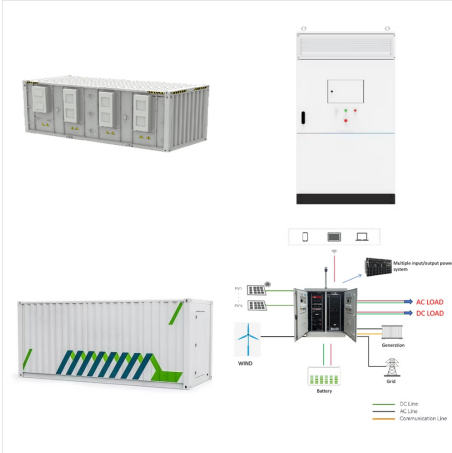 Multiple input/output power
system
PV1
PV n
AC LOAD
DC LOAD
WIND
Generation
Battery
Grid
DC Line
AC Line
Communication Line